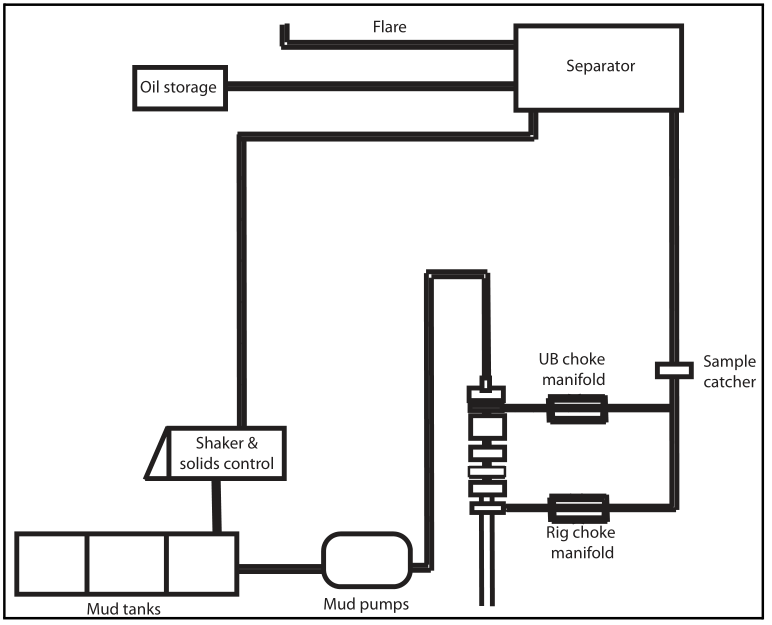 Flare
Separator
Oil storage
UB choke
manifold
Sample
catcher
Shaker &
solids control
Rig choke
manifold
Mud tanks
Mud pumps